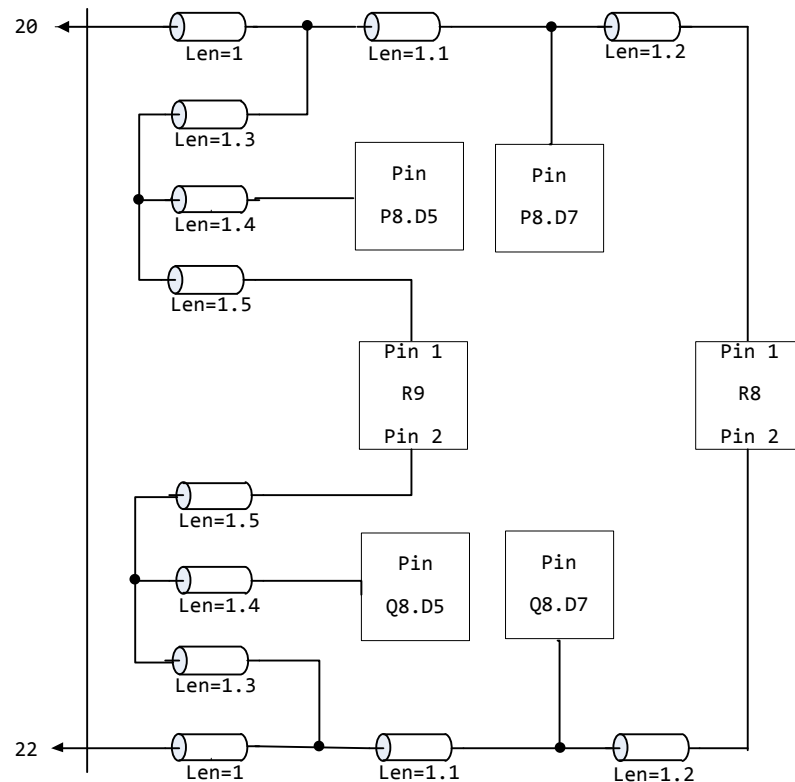 20
Len=1
Len=1.1
Len=1.2
Len=1.3
Pin
P8.D5
Pin
P8.D7
Len=1.4
Len=1.5
Pin 1
R9
Pin 2
Pin 1
R8
Pin 2
Len=1.5
Pin
Q8.D5
Pin
Q8.D7
Len=1.4
Len=1.3
22
Len=1
Len=1.1
Len=1.2